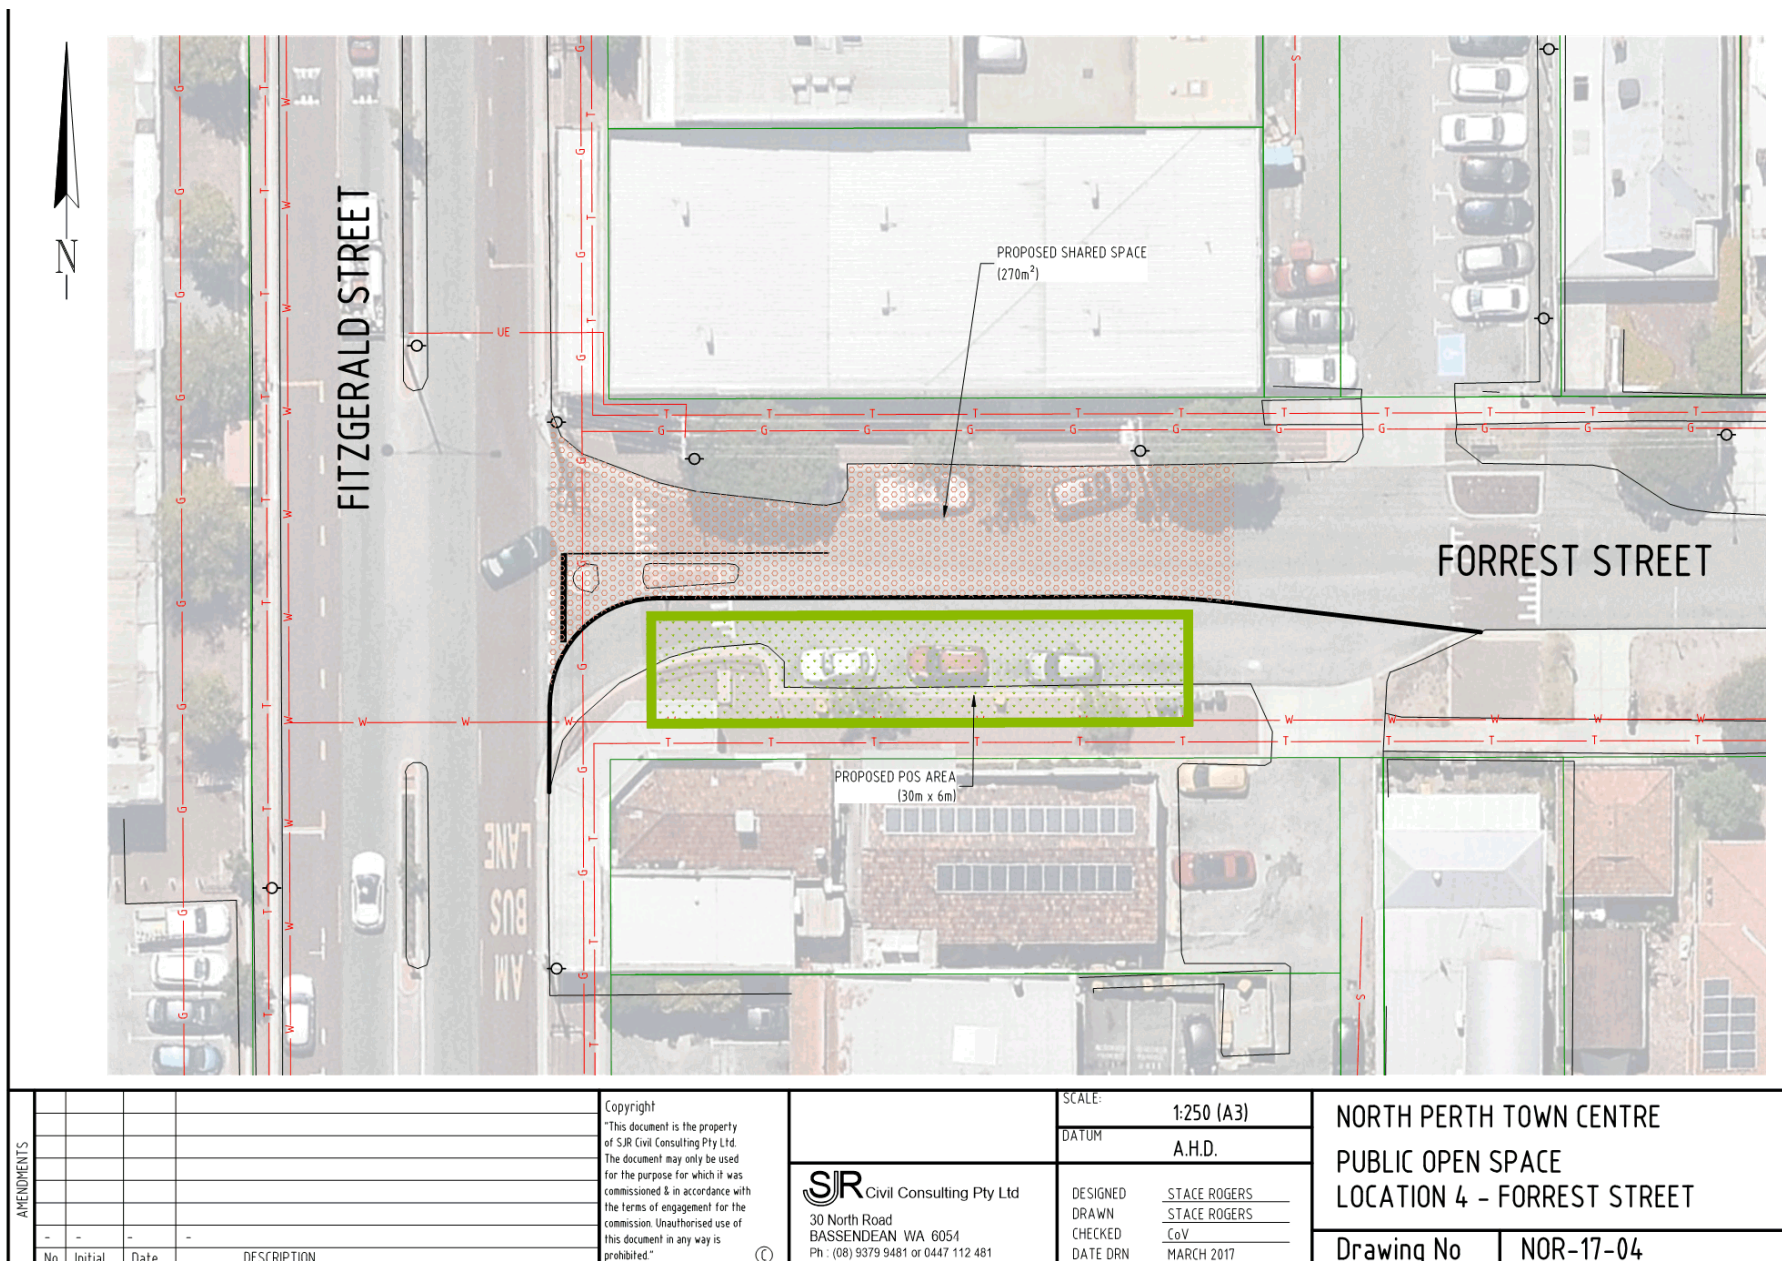 N
FITZGERALD STREET
UE
PROPOSED SHARED SPACE
(270m²)
FORREST STREET
PROPOSED POS AREA
(30m x 6m)
AM
BUS
LANE
AMENDMENTS
- - - -
No Initial Date DESCRIPTION
Copyright
"This document is the property
of SJR Civil Consulting Pty Ltd.
The document may only be used
for the purpose for which it was
commissioned & in accordance with
the terms of engagement for the
commission. Unauthorised use of
this document in any way is
prohibited."
©
SJR Civil Consulting Pty Ltd
30 North Road
BASSENDEAN WA 6054
Ph : (08) 9379 9481 or 0447 112 481
SCALE: 1:250 (A3)
DATUM A.H.D.
DESIGNED STACE ROGERS
DRAWN STACE ROGERS
CHECKED CoV
DATE DRN MARCH 2017
NORTH PERTH TOWN CENTRE
PUBLIC OPEN SPACE
LOCATION 4 - FORREST STREET
Drawing No NOR-17-04